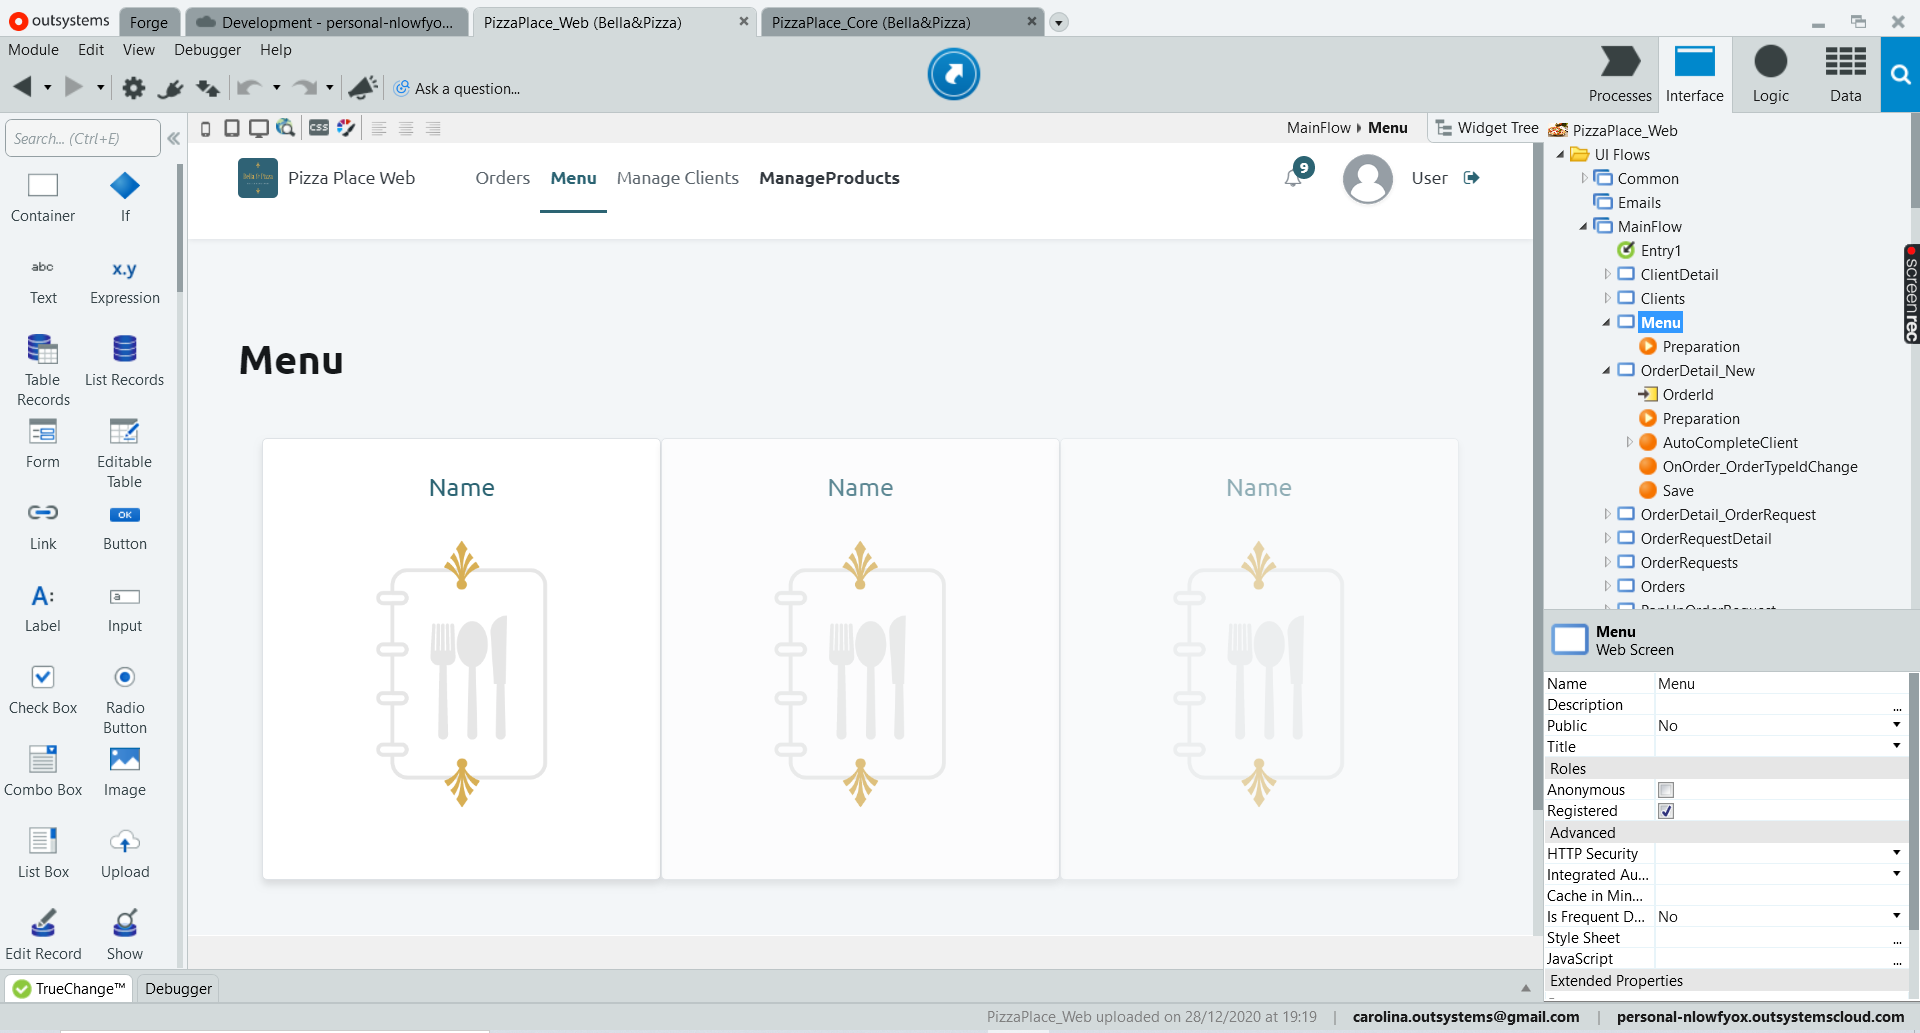 outsystems
Forge
Development - personal-nlowfyo...
PizzaPlace_Web (Bella&Pizza)
PizzaPlace_Core (Bella&Pizza)
Module Edit View Debugger Help
Ask a question...
Processes
Interface
Logic
Data
Search... (Ctrl+E)
css
MainFlow
Menu
Widget Tree
Container
If
abc
Text
x.y
Expression
Table Records
List Records
Form
Editable Table
Link
OK
Button
A:
Label
a
Input
Check Box
Radio Button
Combo Box
Image
List Box
Upload
Edit Record
Show
Pizza Place Web
Orders
Menu
Manage Clients
ManageProducts
9
User
Menu
Name
Name
Name
PizzaPlace_Web
UI Flows
Common
Emails
MainFlow
Entry1
ClientDetail
Clients
Menu
Preparation
OrderDetail_New
OrderId
Preparation
AutoCompleteClient
OnOrder_OrderTypeIdChange
Save
OrderDetail_OrderRequest
OrderRequestDetail
OrderRequests
Orders
PopUpOrderRequest
screenrec
Menu
Web Screen
Name Menu
Description ...
Public No
Title
Roles
Anonymous
Registered
Advanced
HTTP Security
Integrated Au...
Cache in Min...
Is Frequent D... No
Style Sheet ...
JavaScript ...
Extended Properties
TrueChange™
Debugger
PizzaPlace_Web uploaded on 28/12/2020 at 19:19 | carolina.outsystems@gmail.com | personal-nlowfyox.outsystemscloud.com